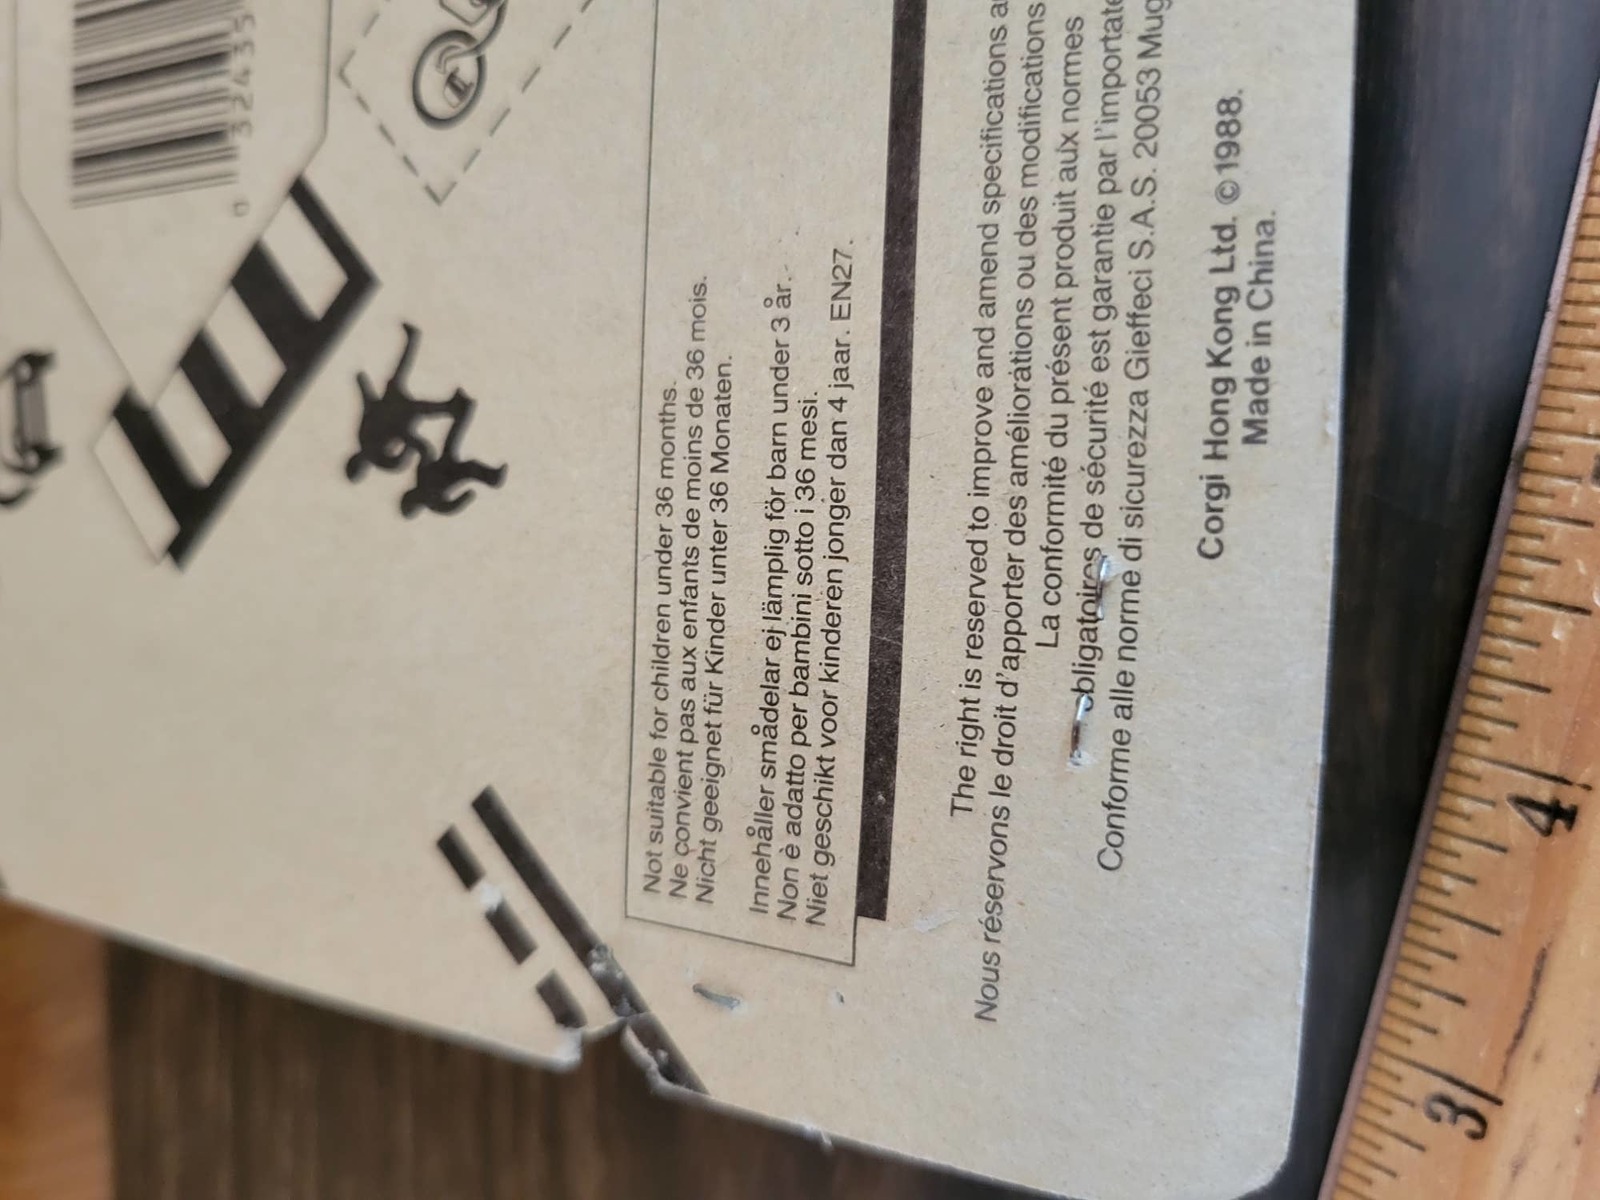 0 32435
Not suitable for children under 36 months.
Ne convient pas aux enfants de moins de 36 mois.
Nicht geeignet für Kinder unter 36 Monaten.
Innehåller smådelar ej lämplig för barn under 3 år.
Non è adatto per bambini sotto i 36 mesi.
Niet geschikt voor kinderen jonger dan 4 jaar. EN27.
The right is reserved to improve and amend specifications
Nous réservons le droit d'apporter des améliorations ou des modifications
La conformité du présent produit aux normes
obligatoires de sécurité est garantie par l'importate
Conforme alle norme di sicurezza Gieffeci S.A.S. 20053 Mug
Corgi Hong Kong Ltd. © 1988.
Made in China.
3
4